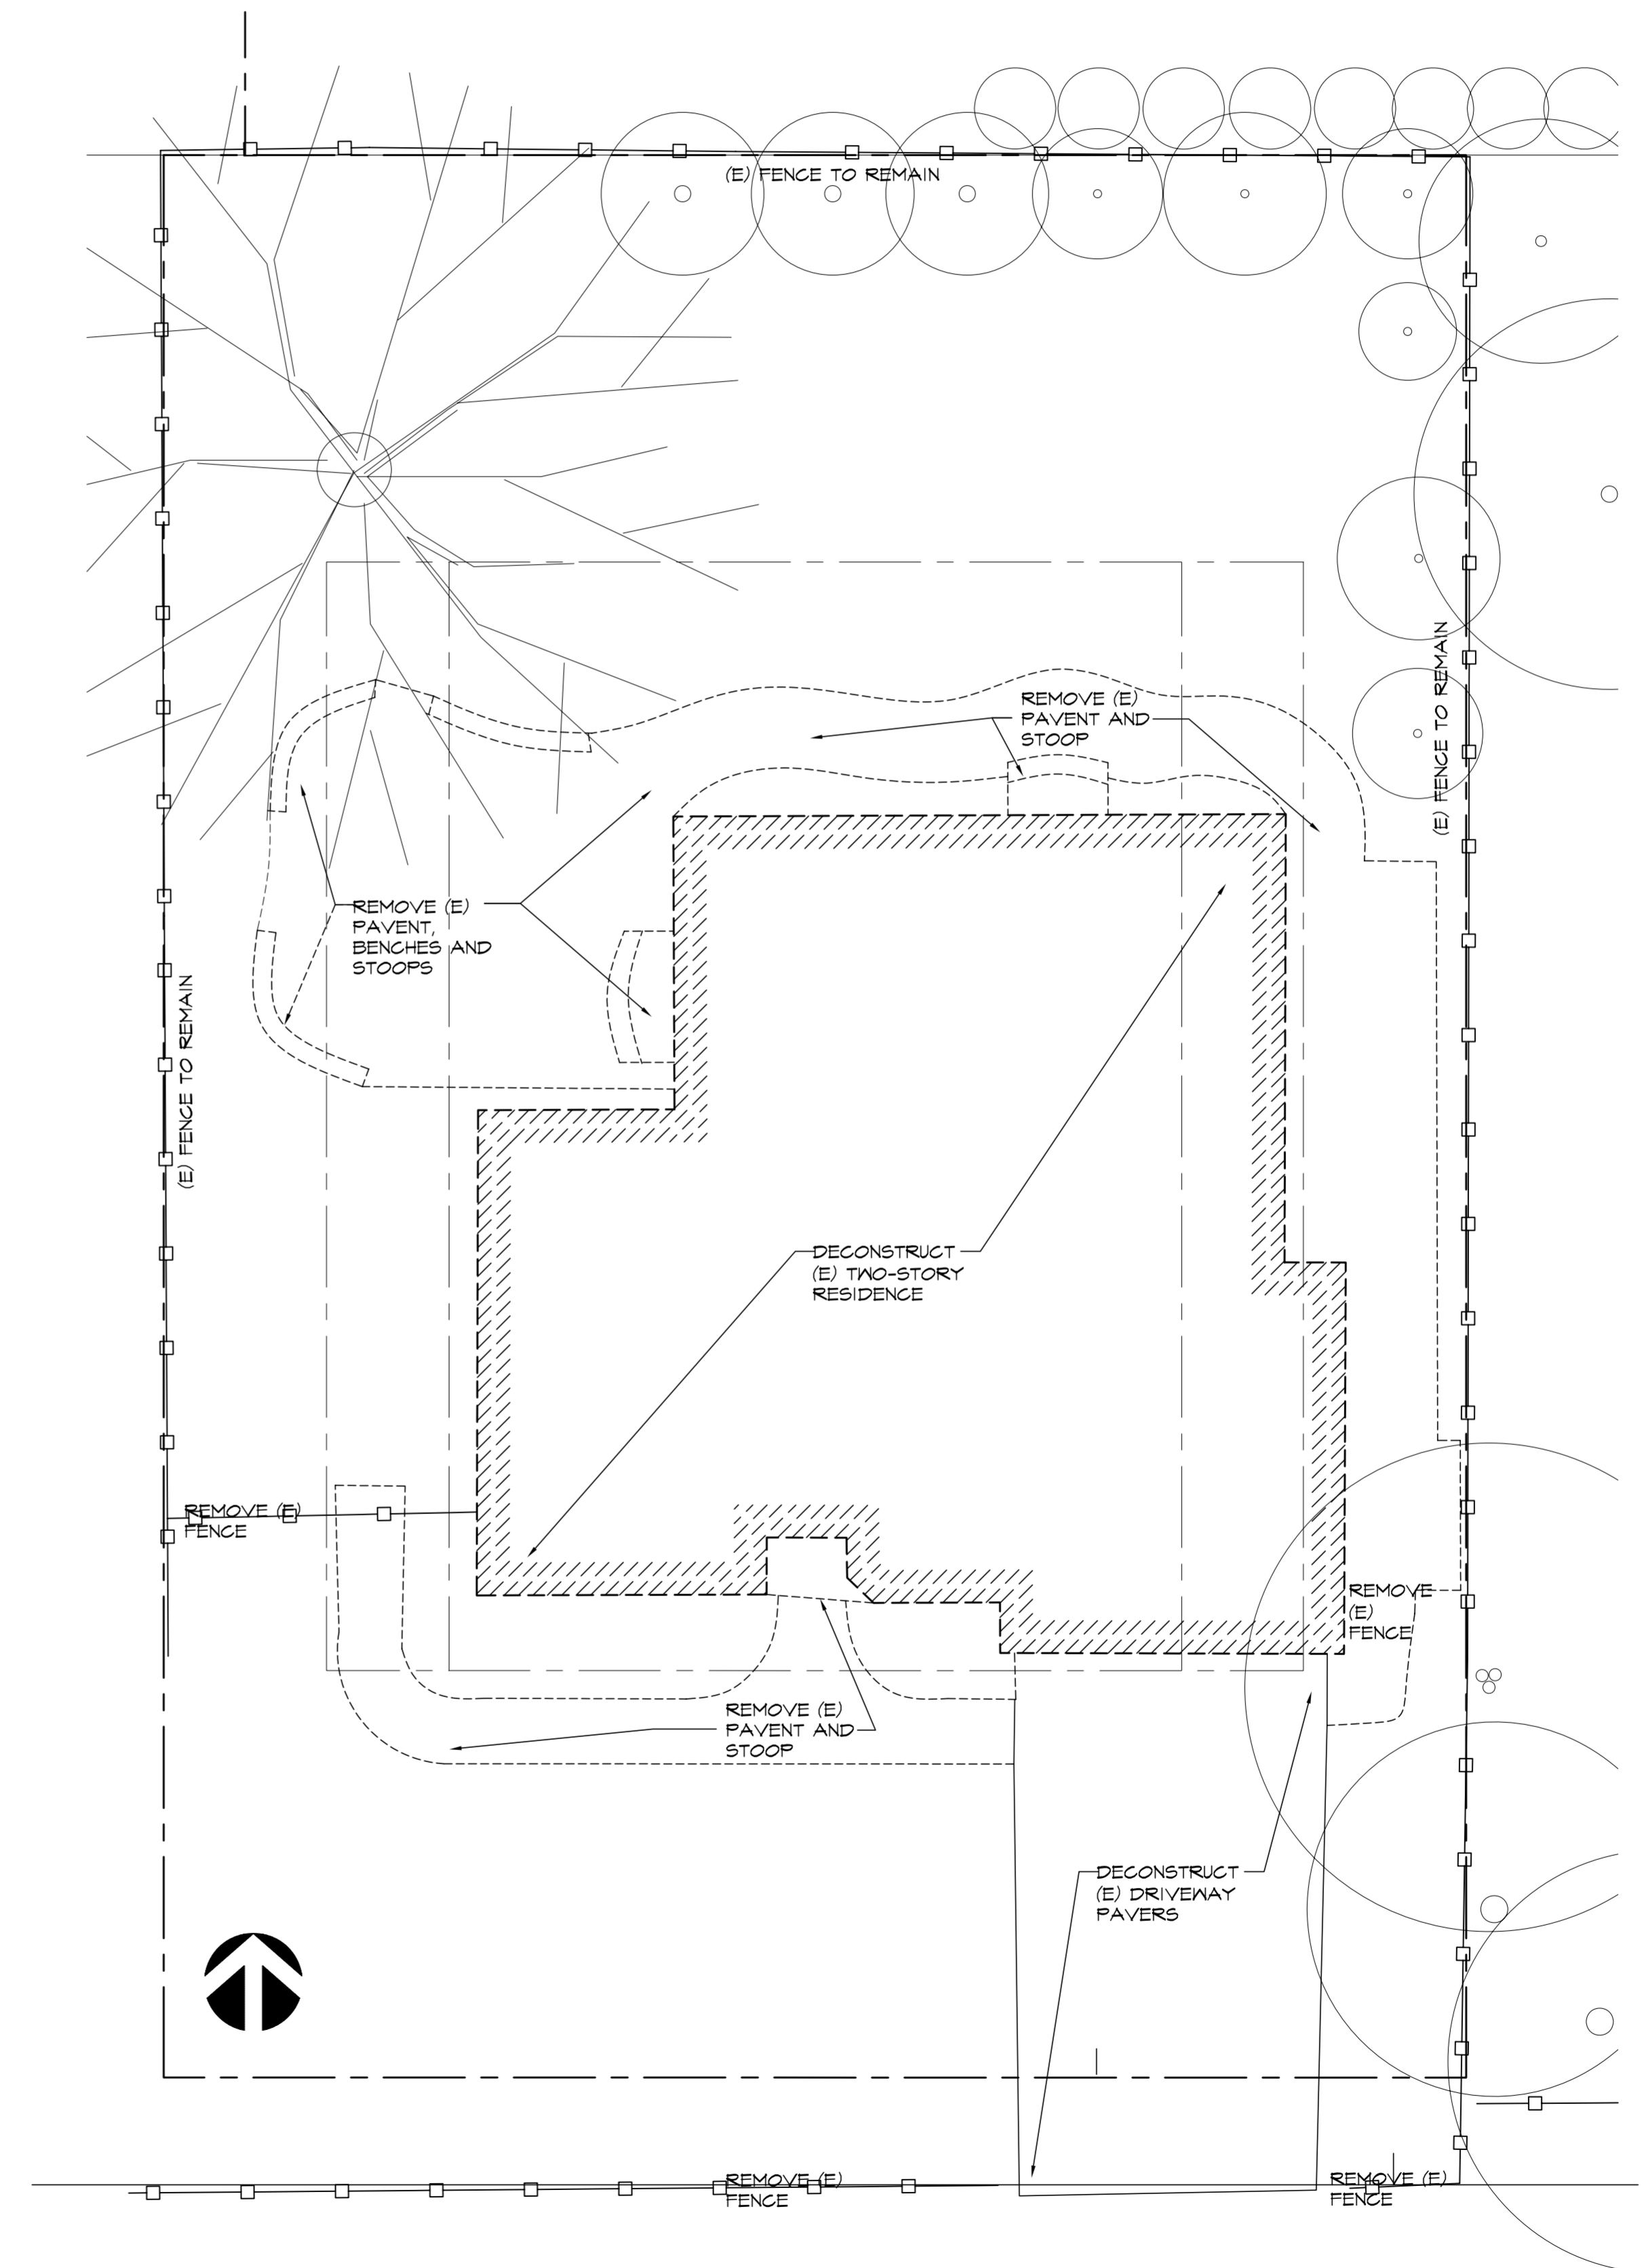 (E) FENCE TO REMAIN
REMOVE (E)
PAVENT AND
STOOP
(E) FENCE TO REMAIN
REMOVE (E)
PAVENT,
BENCHES AND
STOOPS
(E) FENCE TO REMAIN
DECONSTRUCT
(E) TWO-STORY
RESIDENCE
REMOVE (E)
FENCE
REMOVE
(E)
FENCE
REMOVE (E)
PAVENT AND
STOOP
DECONSTRUCT
(E) DRIVEWAY
PAVERS
REMOVE (E)
FENCE
REMOVE (E)
FENCE